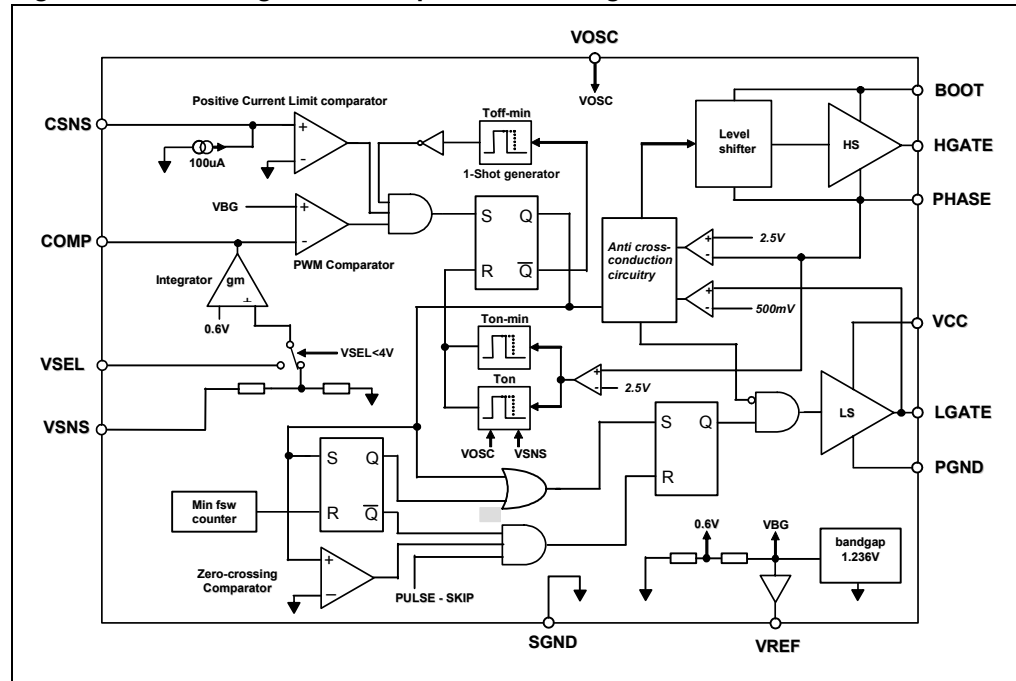 VOSC
VOSC
BOOT
Positive Current Limit comparator
Toff-min
CSNS
+
-
100uA
1-Shot generator
Level
shifter
HS
HGATE
PHASE
VBG
+
-
S
Q
R
Q
COMP
PWM Comparator
Integrator
gm
+
-
0.6V
Anti cross-
conduction
circuitry
+
-
2.5V
+
-
500mV
VCC
Ton-min
VSEL<4V
VSEL
Ton
+
-
2.5V
VSNS
VOSC
VSNS
LS
LGATE
S
Q
R
PGND
S
Q
R
Q
Min fsw
counter
0.6V
VBG
bandgap
1.236V
Zero-crossing
Comparator
+
-
PULSE - SKIP
SGND
VREF